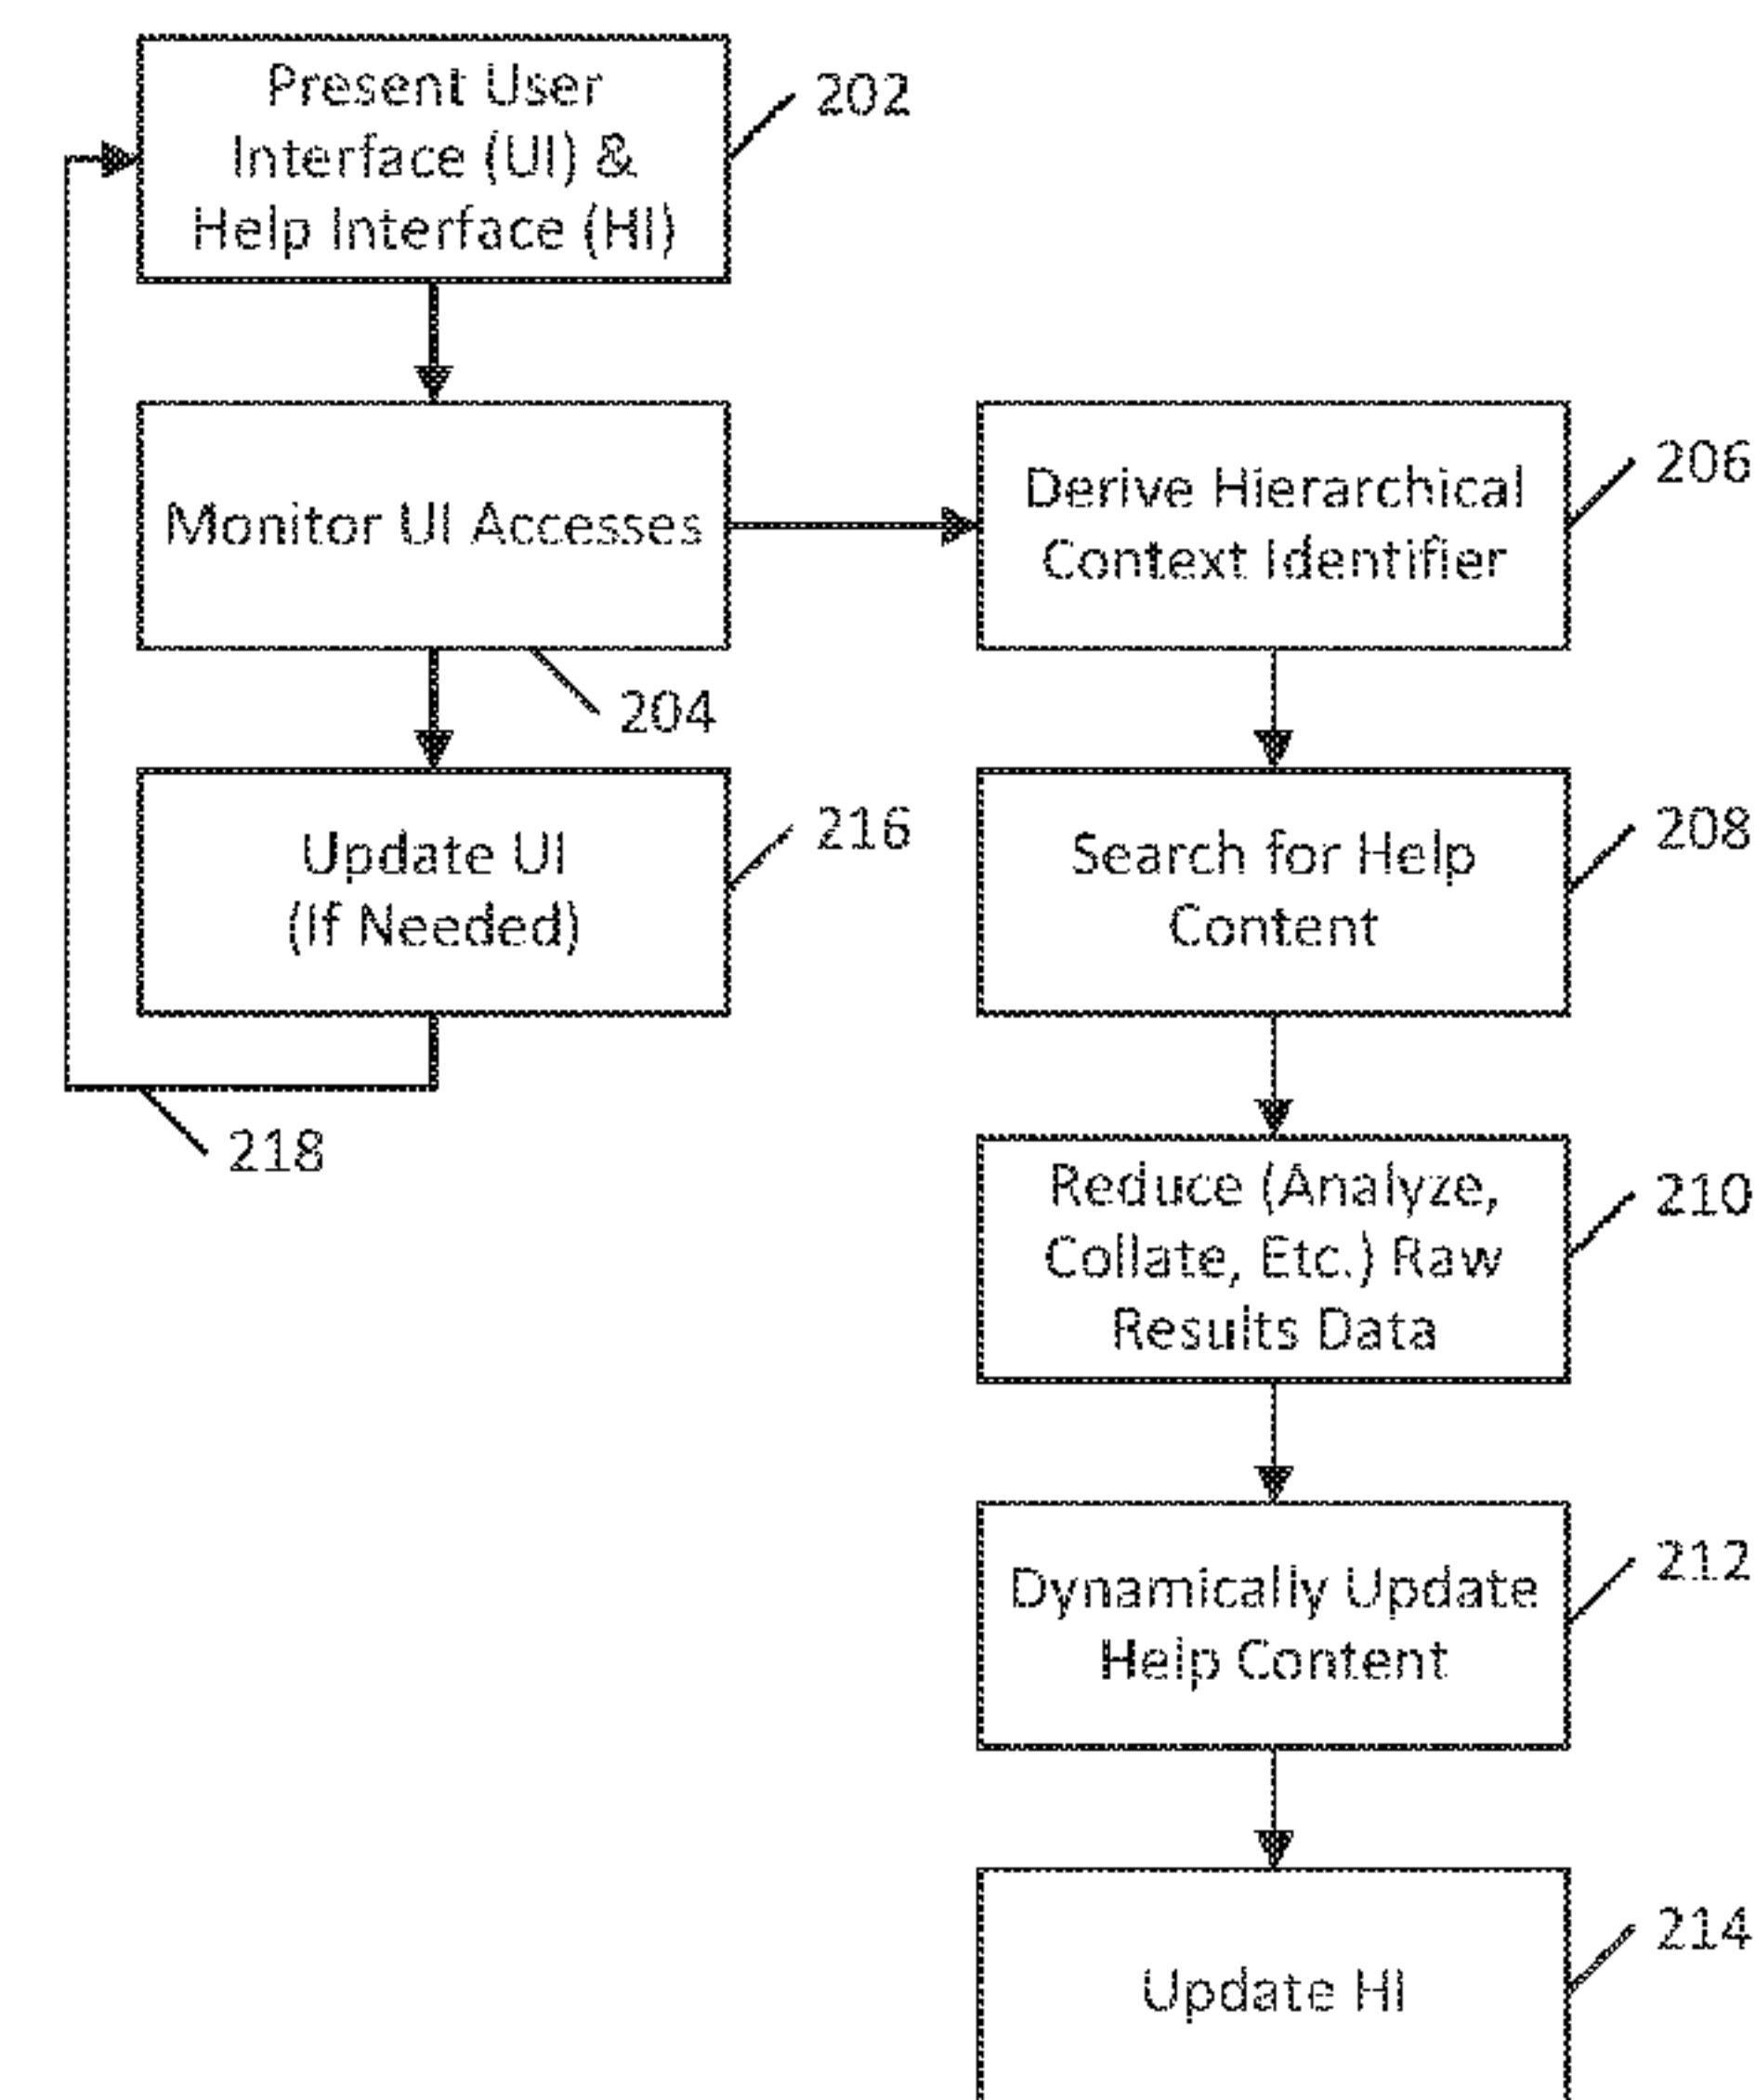 Present User
Interface (UI) &
Help Interface (HI)
202
Monitor UI Accesses
204
Derive Hierarchical
Context Identifier
206
Update UI
(If Needed)
216
218
Search for Help
Content
208
Reduce (Analyze,
Collate, Etc.) Raw
Results Data
210
Dynamically Update
Help Content
212
Update HI
214